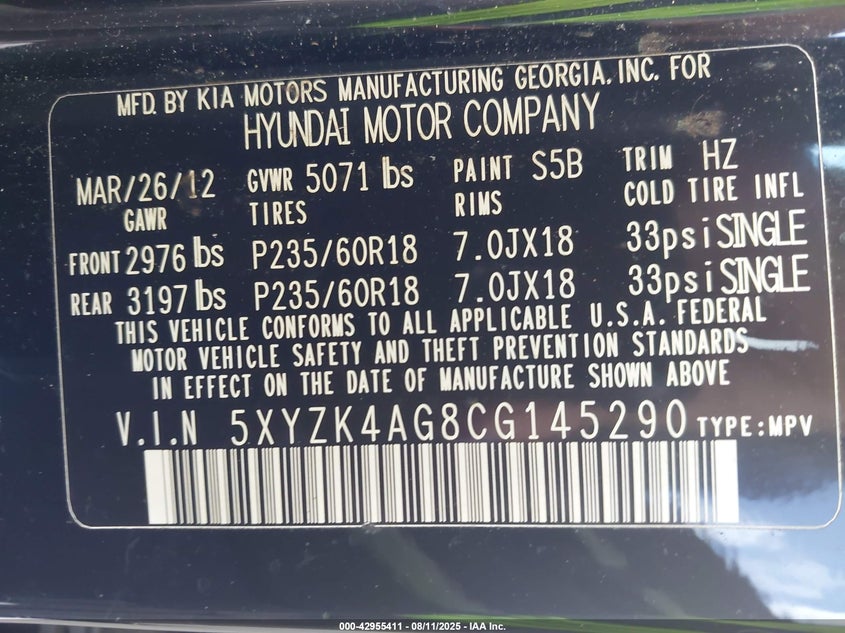 MFD. BY KIA MOTORS MANUFACTURING GEORGIA, INC. FOR
HYUNDAI MOTOR COMPANY
MAR/26/12 GVWR 5071 lbs PAINT S5B TRIM HZ
GAWR TIRES RIMS COLD TIRE INFL
FRONT 2976 lbs P235/60R18 7.0JX18 33psi SINGLE
REAR 3197 lbs P235/60R18 7.0JX18 33psi SINGLE
THIS VEHICLE CONFORMS TO ALL APPLICABLE U.S.A. FEDERAL
MOTOR VEHICLE SAFETY AND THEFT PREVENTION STANDARDS
IN EFFECT ON THE DATE OF MANUFACTURE SHOWN ABOVE
V.I.N 5XYZK4AG8CG145290 TYPE:MPV
000-42955411 - 08/11/2025 - IAA Inc.